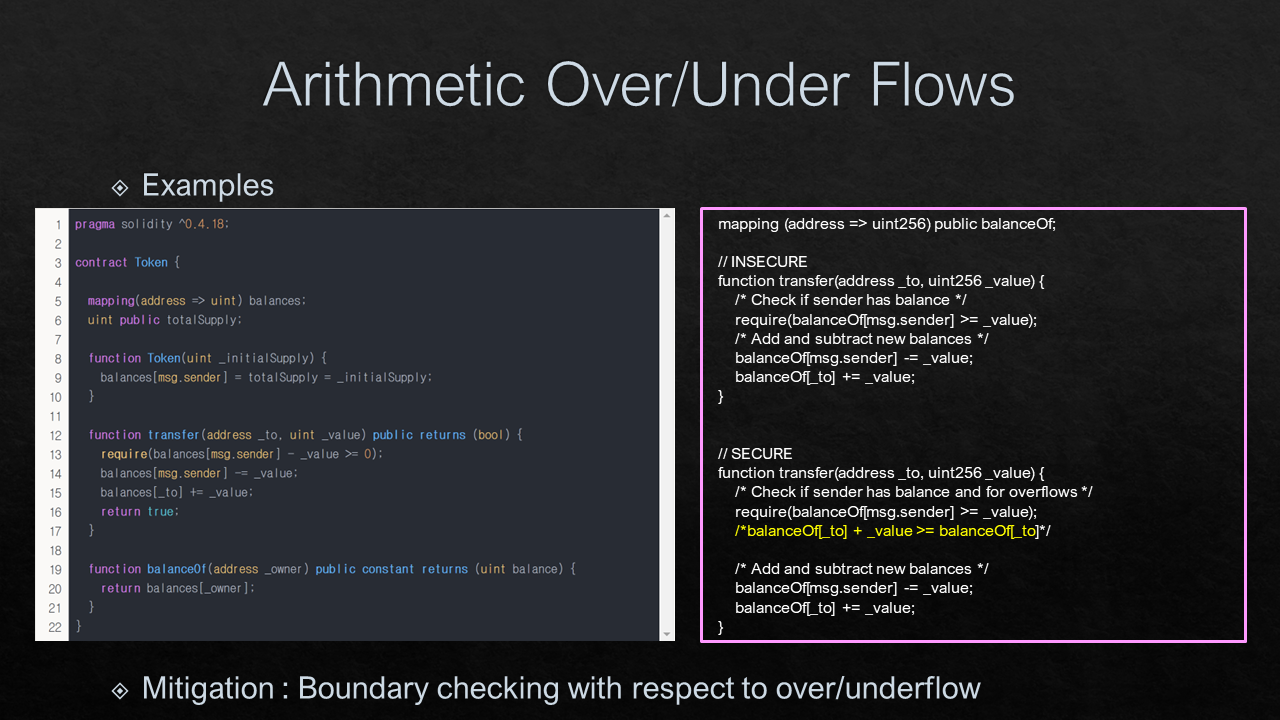 Arithmetic Over/Under Flows
Examples
1 pragma solidity ^0.4.18;
2
3 contract Token {
4
5 mapping(address => uint) balances;
6 uint public totalSupply;
7
8 function Token(uint _initialSupply) {
9 balances[msg.sender] = totalSupply = _initialSupply;
10 }
11
12 function transfer(address _to, uint _value) public returns (bool) {
13 require(balances[msg.sender] - _value >= 0);
14 balances[msg.sender] -= _value;
15 balances[_to] += _value;
16 return true;
17 }
18
19 function balanceOf(address _owner) public constant returns (uint balance) {
20 return balances[_owner];
21 }
22 }
mapping (address => uint256) public balanceOf;
// INSECURE
function transfer(address _to, uint256 _value) {
/* Check if sender has balance */
require(balanceOf[msg.sender] >= _value);
/* Add and subtract new balances */
balanceOf[msg.sender] -= _value;
balanceOf[_to] += _value;
}
// SECURE
function transfer(address _to, uint256 _value) {
/* Check if sender has balance and for overflows */
require(balanceOf[msg.sender] >= _value);
/*balanceOf[_to] + _value >= balanceOf[_to]*/
/* Add and subtract new balances */
balanceOf[msg.sender] -= _value;
balanceOf[_to] += _value;
}
Mitigation : Boundary checking with respect to over/underflow